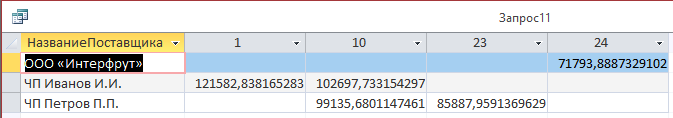 Запрос11
НазваниеПоставщика 1 10 23 24
ООО «Интерфрут» 71793,8887329102
ЧП Иванов И.И. 121582,838165283 102697,733154297
ЧП Петров П.П. 99135,6801147461 85887,9591369629